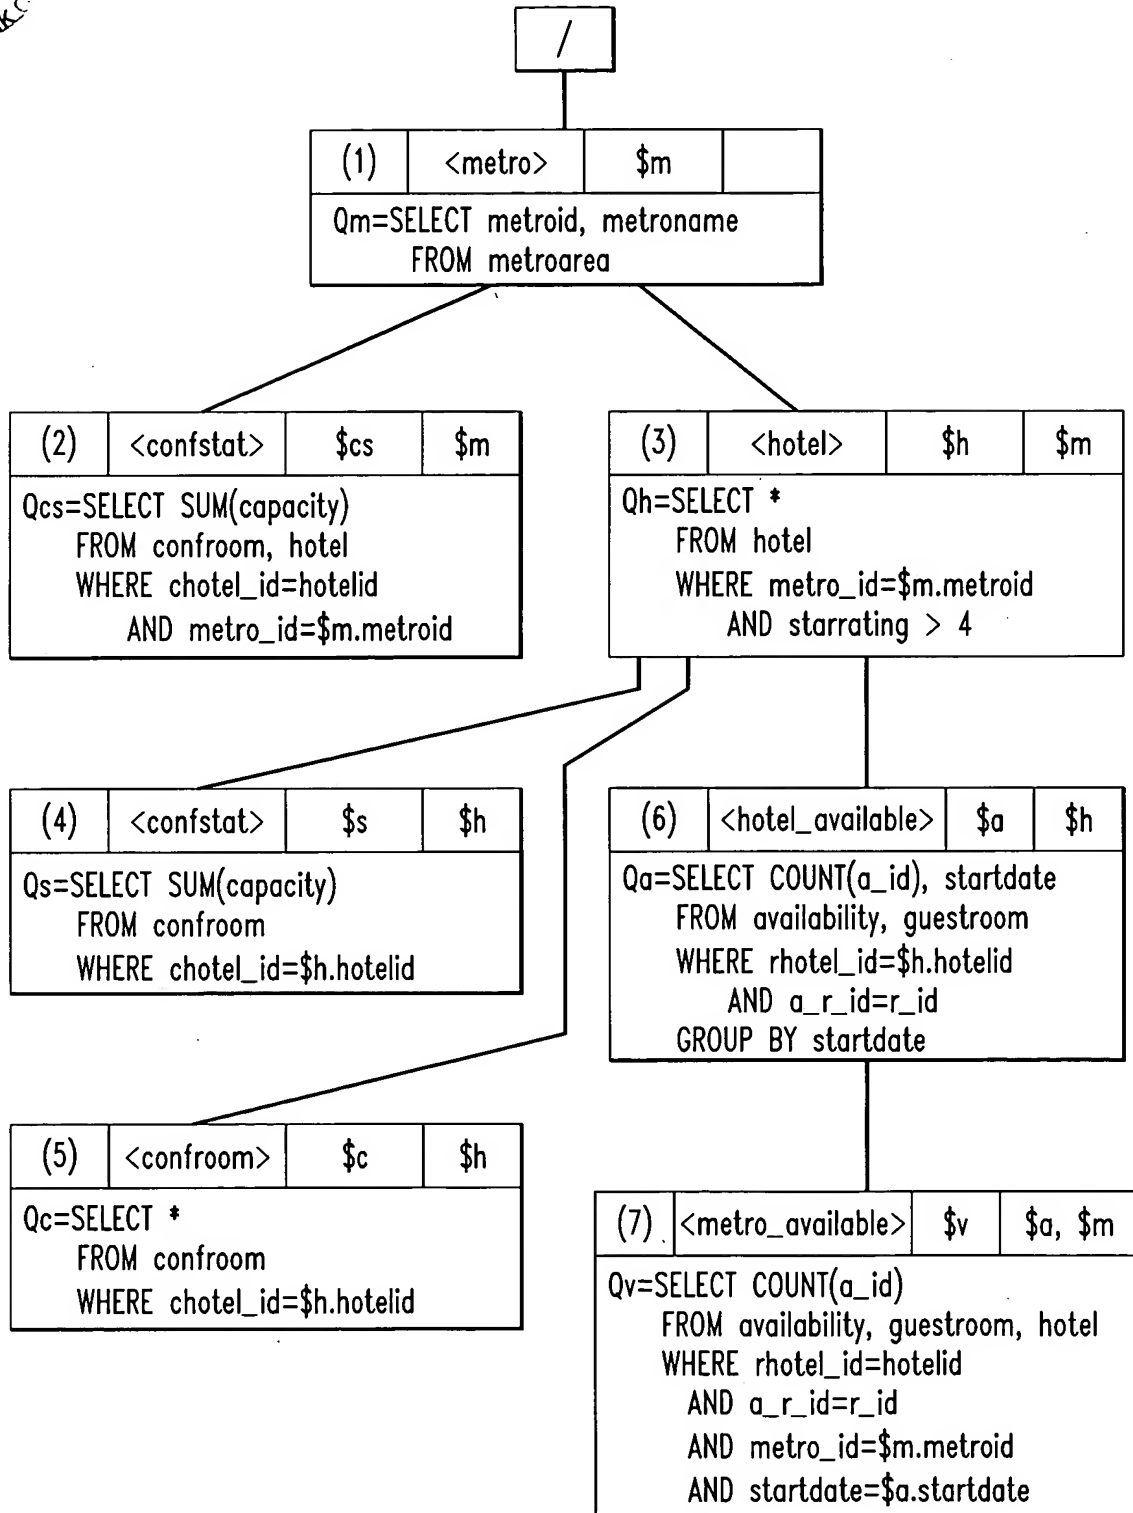 /
(1) <metro> $m
Qm=SELECT metroid, metroname
FROM metroarea
(2) <confstat> $cs $m
Qcs=SELECT SUM(capacity)
FROM confroom, hotel
WHERE chotel_id=hotelid
AND metro_id=$m.metroid
(3) <hotel> $h $m
Qh=SELECT *
FROM hotel
WHERE metro_id=$m.metroid
AND starrating > 4
(4) <confstat> $s $h
Qs=SELECT SUM(capacity)
FROM confroom
WHERE chotel_id=$h.hotelid
(6) <hotel_available> $a $h
Qa=SELECT COUNT(a_id), startdate
FROM availability, guestroom
WHERE rhotel_id=$h.hotelid
AND a_r_id=r_id
GROUP BY startdate
(5) <confroom> $c $h
Qc=SELECT *
FROM confroom
WHERE chotel_id=$h.hotelid
(7) <metro_available> $v $a, $m
Qv=SELECT COUNT(a_id)
FROM availability, guestroom, hotel
WHERE rhotel_id=hotelid
AND a_r_id=r_id
AND metro_id=$m.metroid
AND startdate=$a.startdate